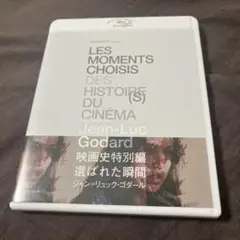 LES MOMENTS
CHOISIS
DES
HISTOIRE
(S)
DU
CINÉMA
Jean-Luc
Godard
映画史特別編
選ばれた瞬間
ジャン=リュック・ゴダール